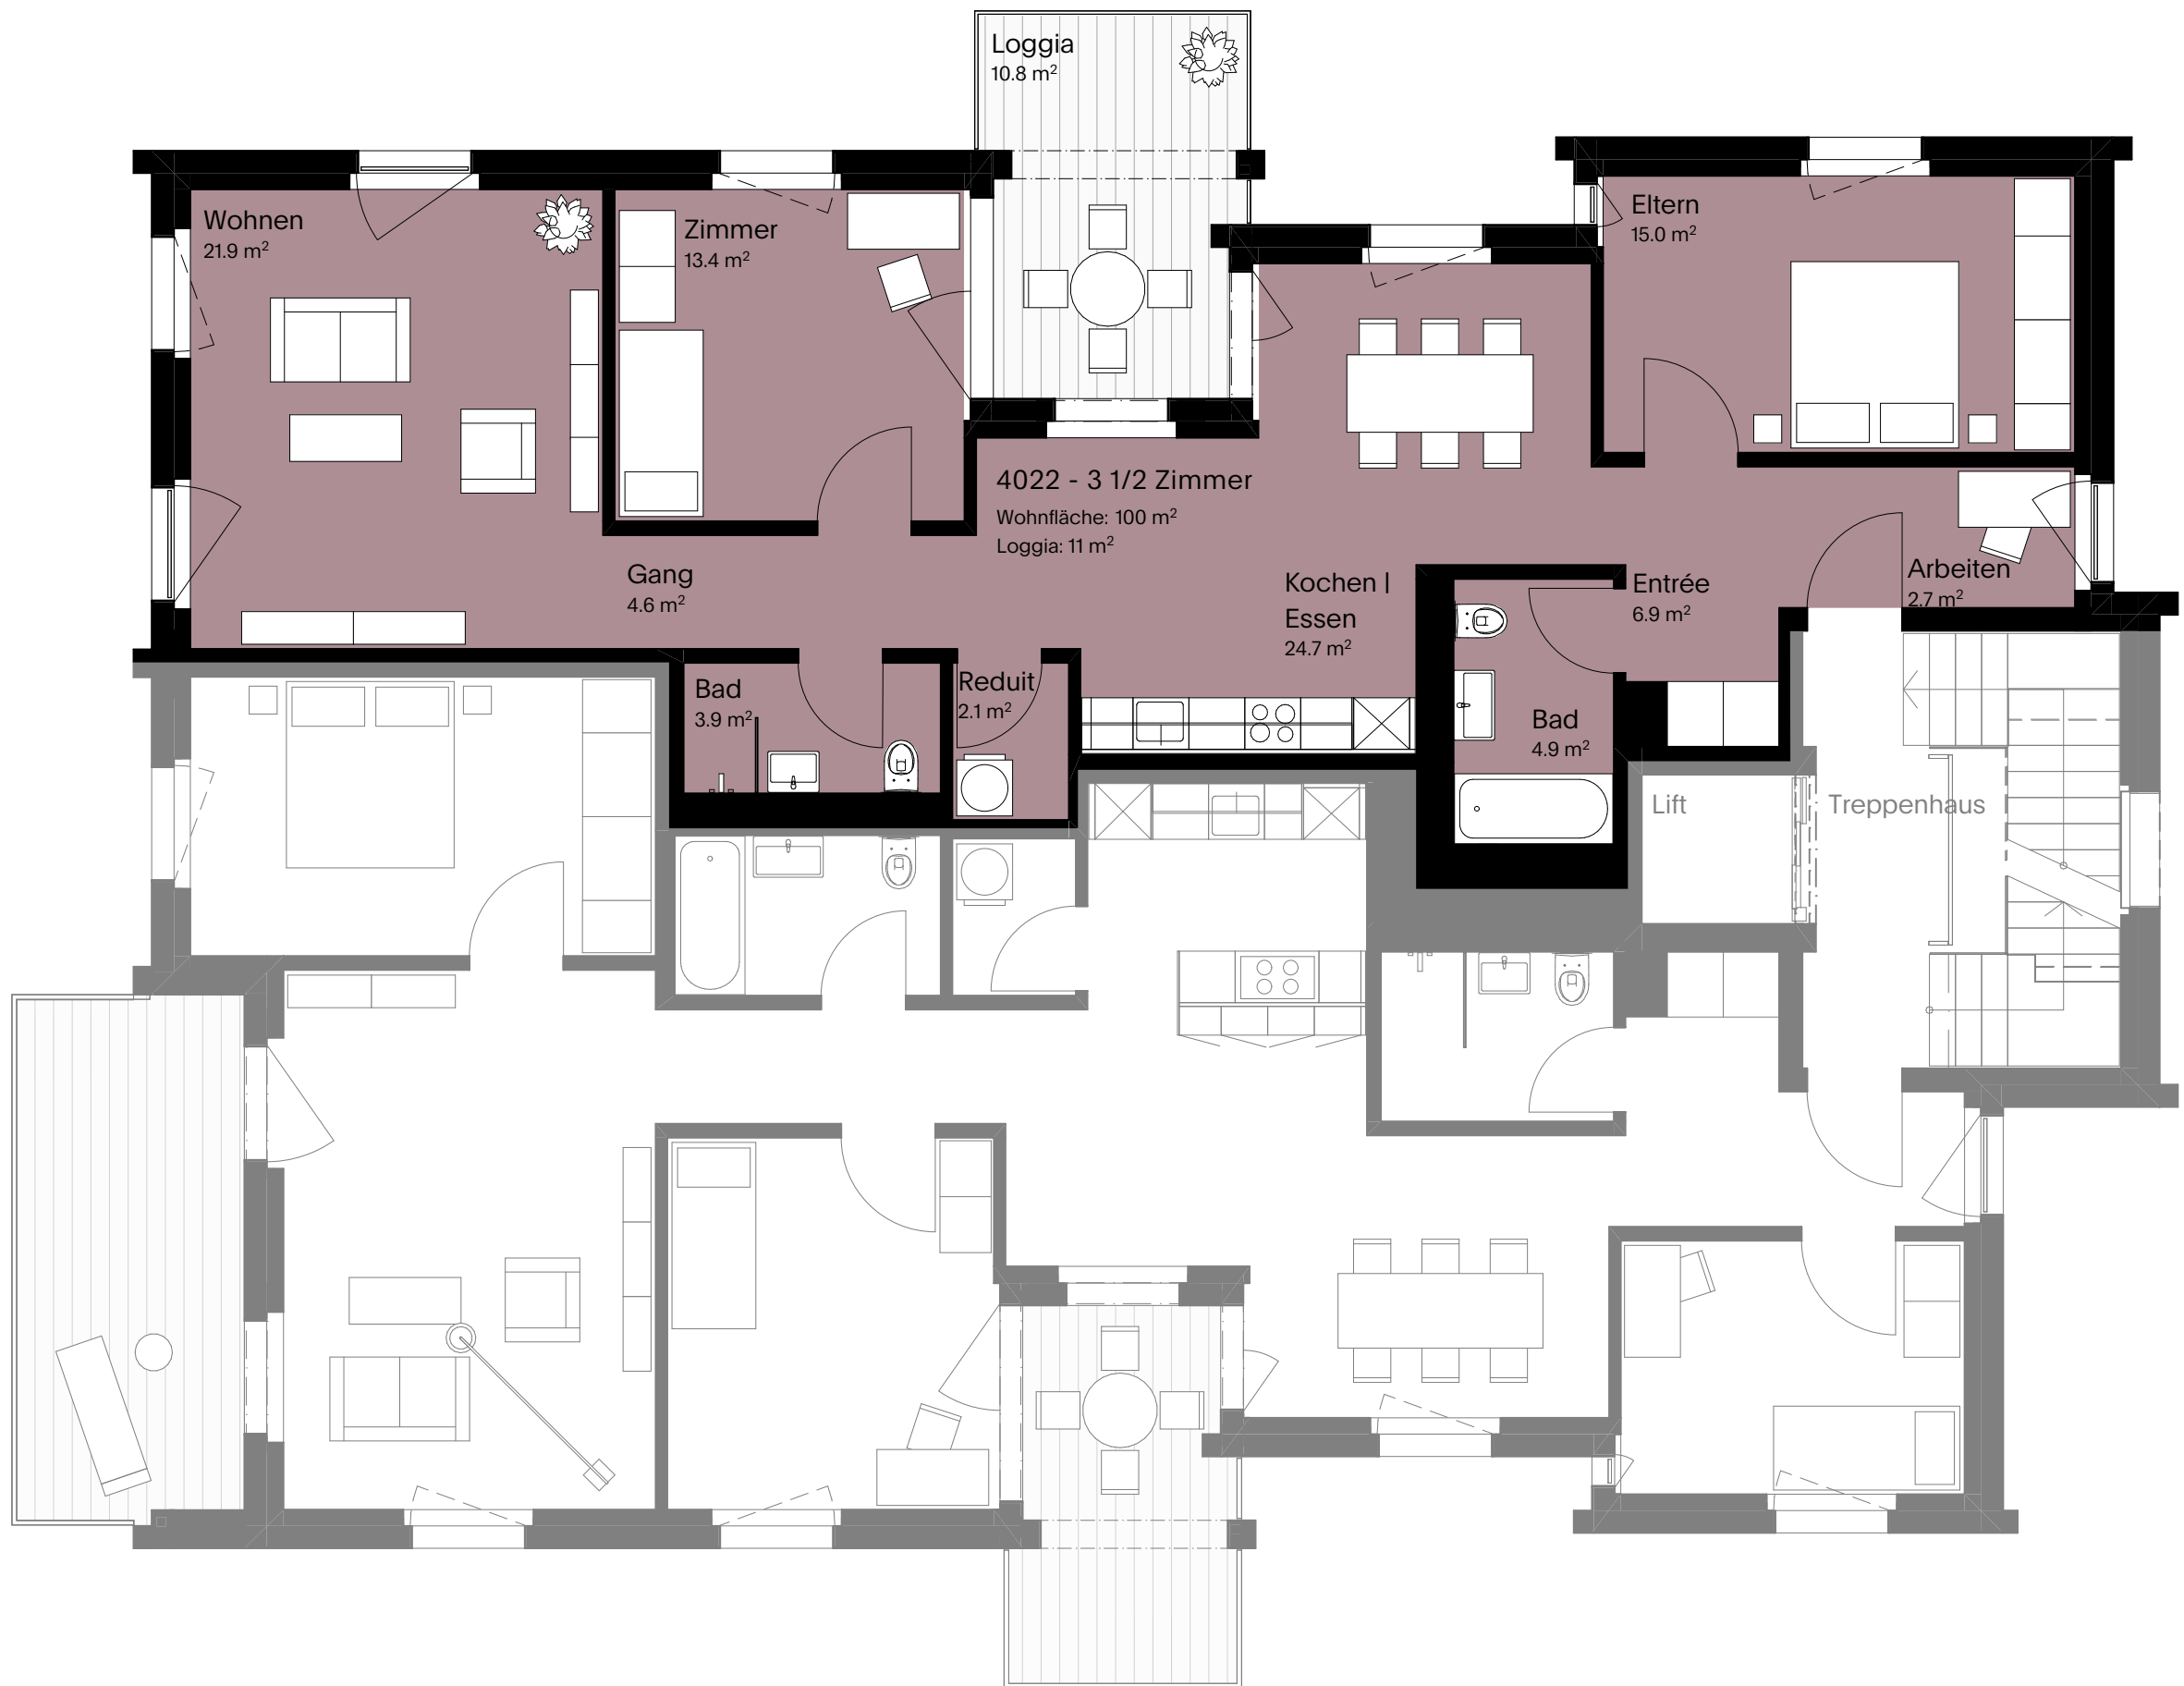 Loggia
10.8 m²
Wohnen
21.9 m²
Zimmer
13.4 m²
Eltern
15.0 m²
4022 - 3 1/2 Zimmer
Wohnfläche: 100 m²
Loggia: 11 m²
Gang
4.6 m²
Kochen |
Essen
24.7 m²
Entrée
6.9 m²
Arbeiten
2.7 m²
Bad
3.9 m²
Reduit
2.1 m²
Bad
4.9 m²
Lift
Treppenhaus